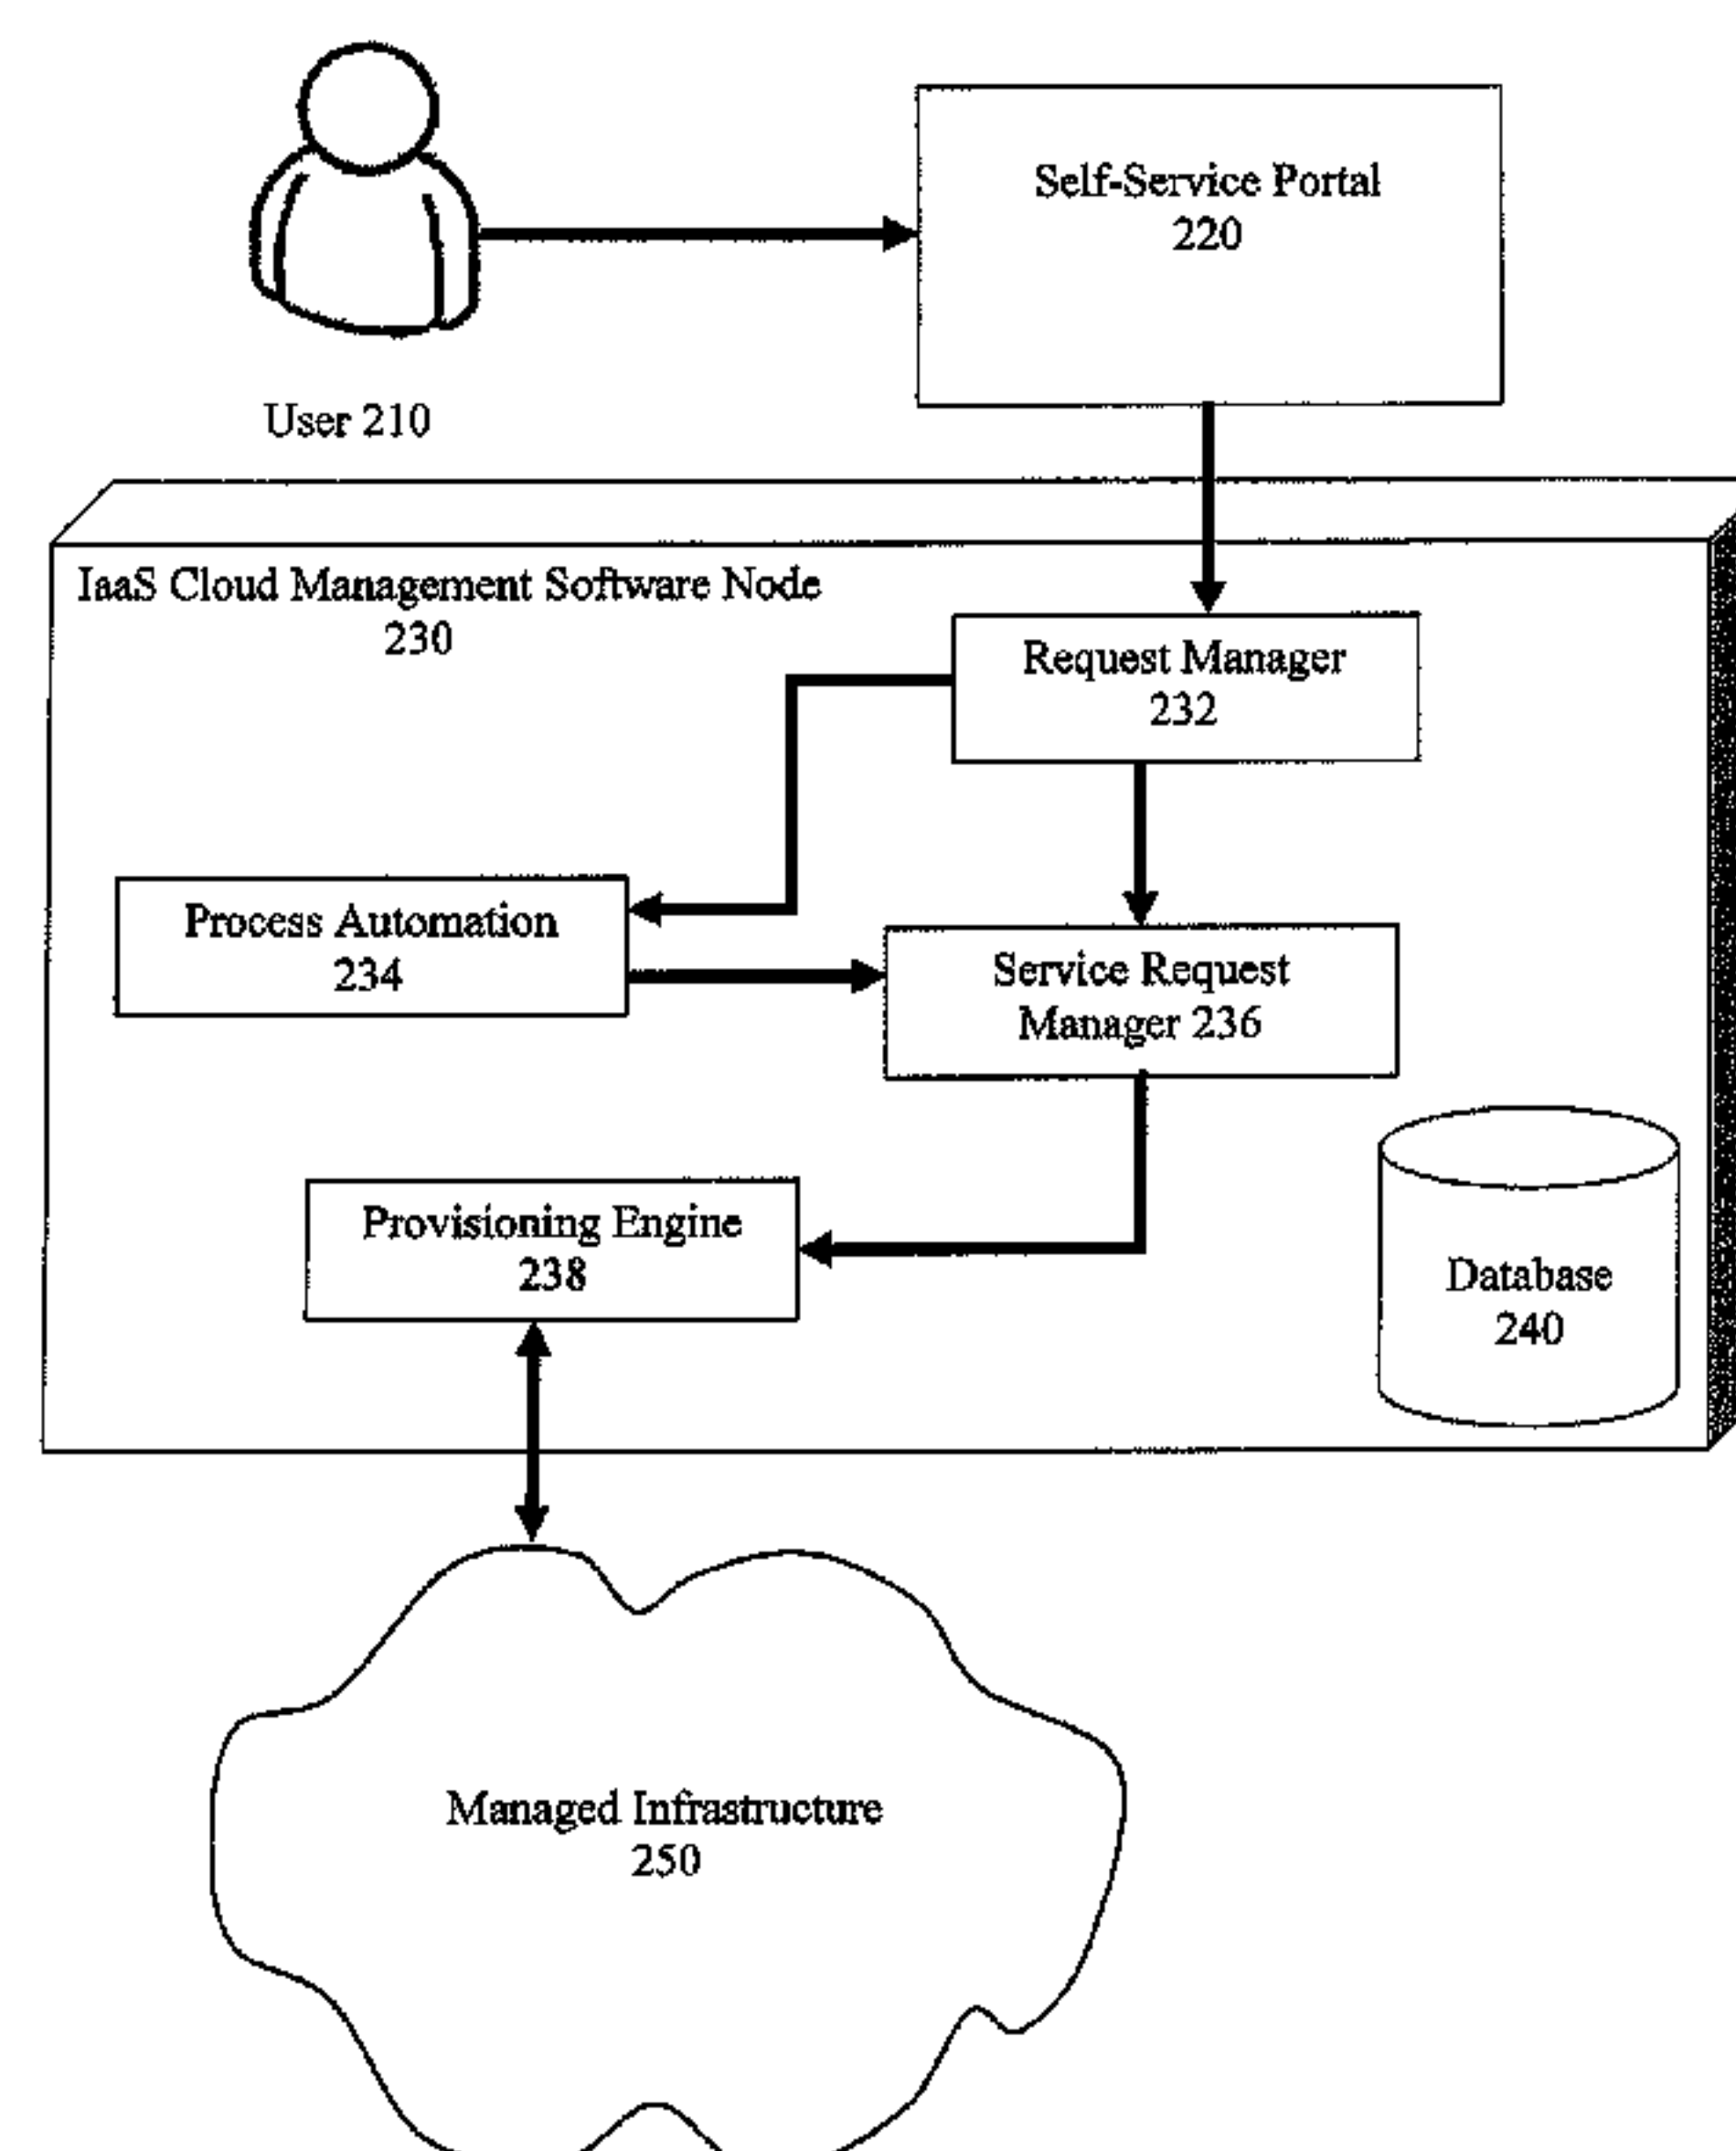 Self-Service Portal
220
User 210
IaaS Cloud Management Software Node
230
Request Manager
232
Process Automation
234
Service Request
Manager 236
Provisioning Engine
238
Database
240
Managed Infrastructure
250